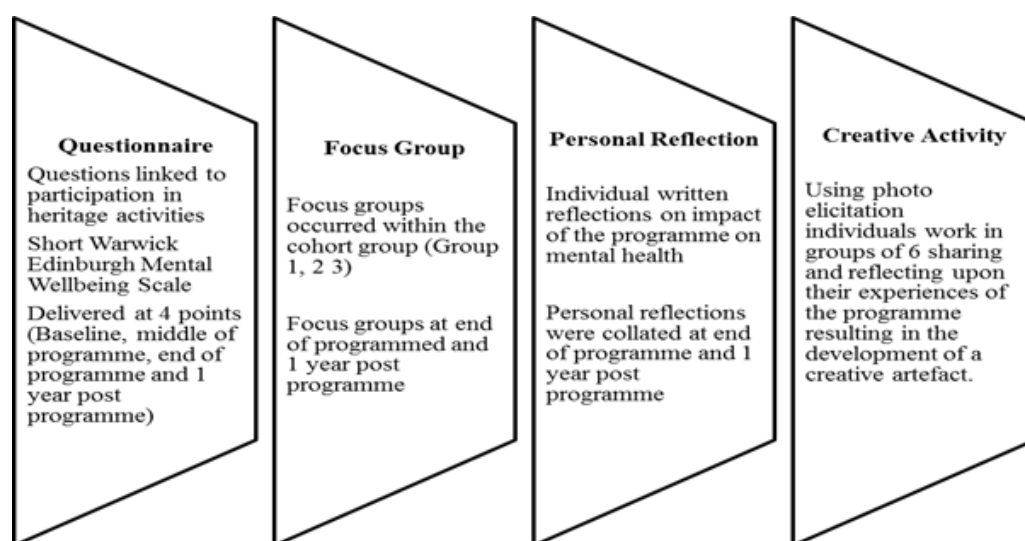 Questionnaire
Questions linked to
participation in
heritage activities
Short Warwick
Edinburgh Mental
Wellbeing Scale
Delivered at 4 points
(Baseline, middle of
programme, end of
programme and 1
year post
programme)
Focus Group
Focus groups
occurred within the
cohort group (Group
1, 2 3)
Focus groups at end
of programmed and
1 year post
programme
Personal Reflection
Individual written
reflections on impact
of the programme on
mental health
Personal reflections
were collated at end
of programme and 1
year post
programme
Creative Activity
Using photo
elicitation
individuals work in
groups of 6 sharing
and reflecting upon
their experiences of
the programme
resulting in the
development of a
creative artefact.